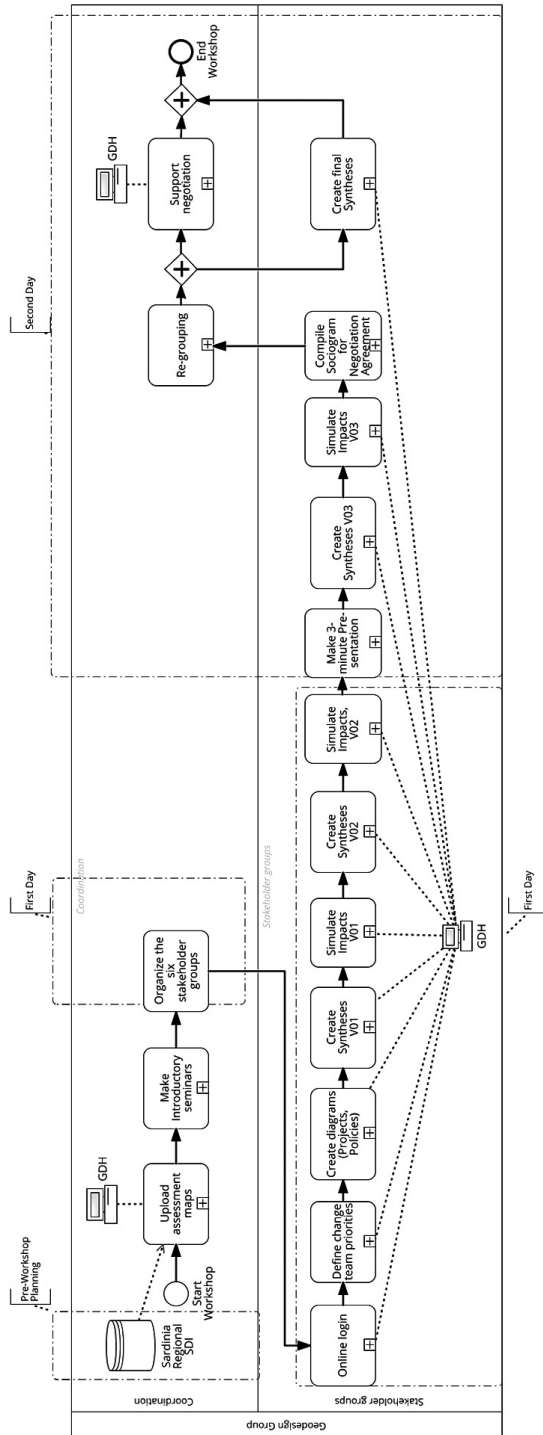 Geodesign Group
Coordination
Stakeholder groups
Pre-Workshop
Planning
First Day
Second Day
Sardinia
Regional
SDI
Start
Workshop
GDH
Upload
assessment
maps
Make
Introductory
seminars
Organize the
six
stakeholder
groups
Coordination
Stakeholder groups
Re-grouping
GDH
Support
negotiation
End
Workshop
Online login
Define change
team priorities
Create diagrams
(Projects,
Policies)
Create
Syntheses
V01
Simulate
Impacts
V01
Create
Syntheses
V02
Simulate
Impacts,
V02
Make 3-
minute Pre-
sentation
Create
Syntheses V03
Simulate
Impacts
V03
Compile
Sociogram
for
Negotiation
Agreement
Create final
Syntheses
GDH
First Day